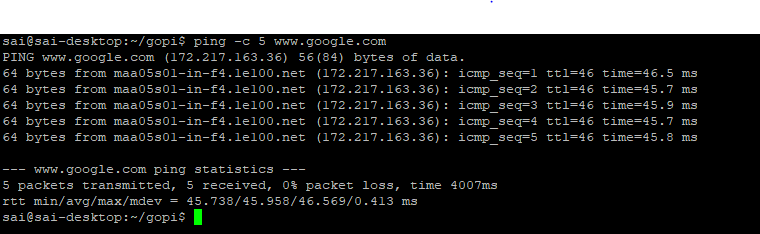 sai@sai-desktop:~/gopi$ ping -c 5 www.google.com
PING www.google.com (172.217.163.36) 56(84) bytes of data.
64 bytes from maa05s01-in-f4.1e100.net (172.217.163.36): icmp_seq=1 ttl=46 time=46.5 ms
64 bytes from maa05s01-in-f4.1e100.net (172.217.163.36): icmp_seq=2 ttl=46 time=45.7 ms
64 bytes from maa05s01-in-f4.1e100.net (172.217.163.36): icmp_seq=3 ttl=46 time=45.9 ms
64 bytes from maa05s01-in-f4.1e100.net (172.217.163.36): icmp_seq=4 ttl=46 time=45.7 ms
64 bytes from maa05s01-in-f4.1e100.net (172.217.163.36): icmp_seq=5 ttl=46 time=45.8 ms
--- www.google.com ping statistics ---
5 packets transmitted, 5 received, 0% packet loss, time 4007ms
rtt min/avg/max/mdev = 45.738/45.958/46.569/0.413 ms
sai@sai-desktop:~/gopi$